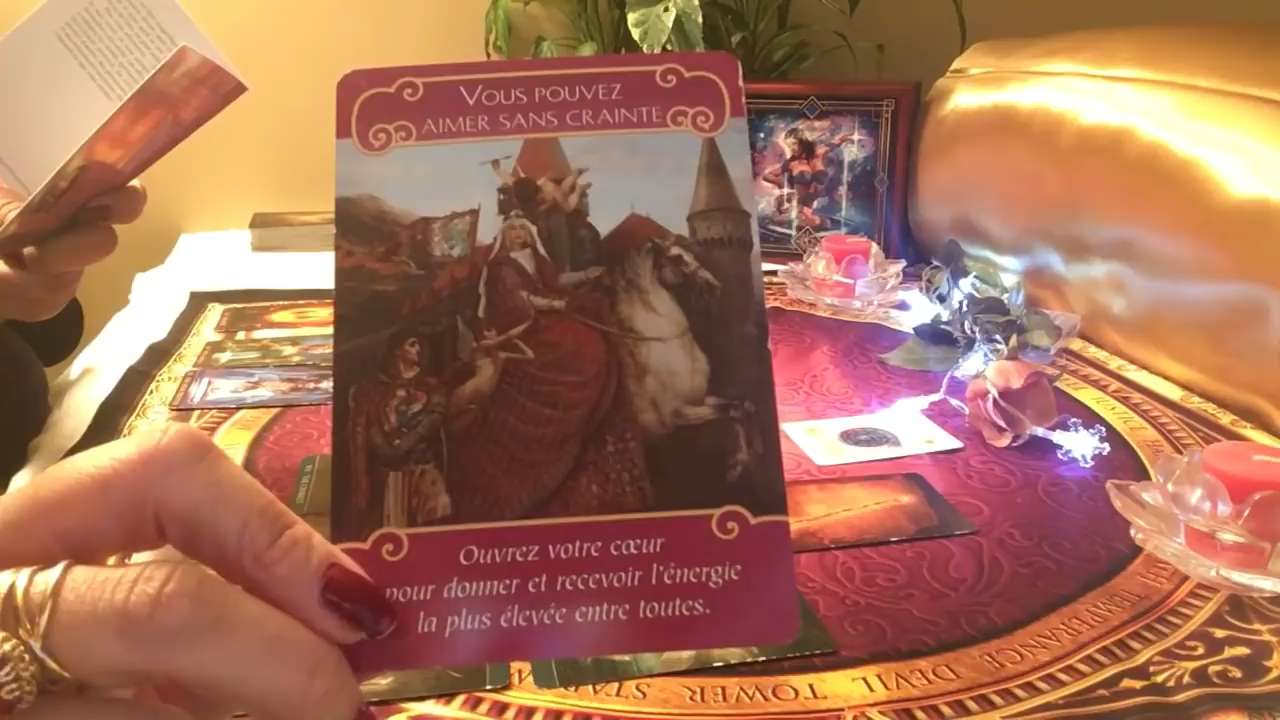 VOUS POUVEZ
AIMER SANS CRAINTE
Ouvrez votre cœur
pour donner et recevoir l'énergie
la plus élevée entre toutes.
JUSTICE
TEMPERANCE
DEVIL
TOWER
STAR